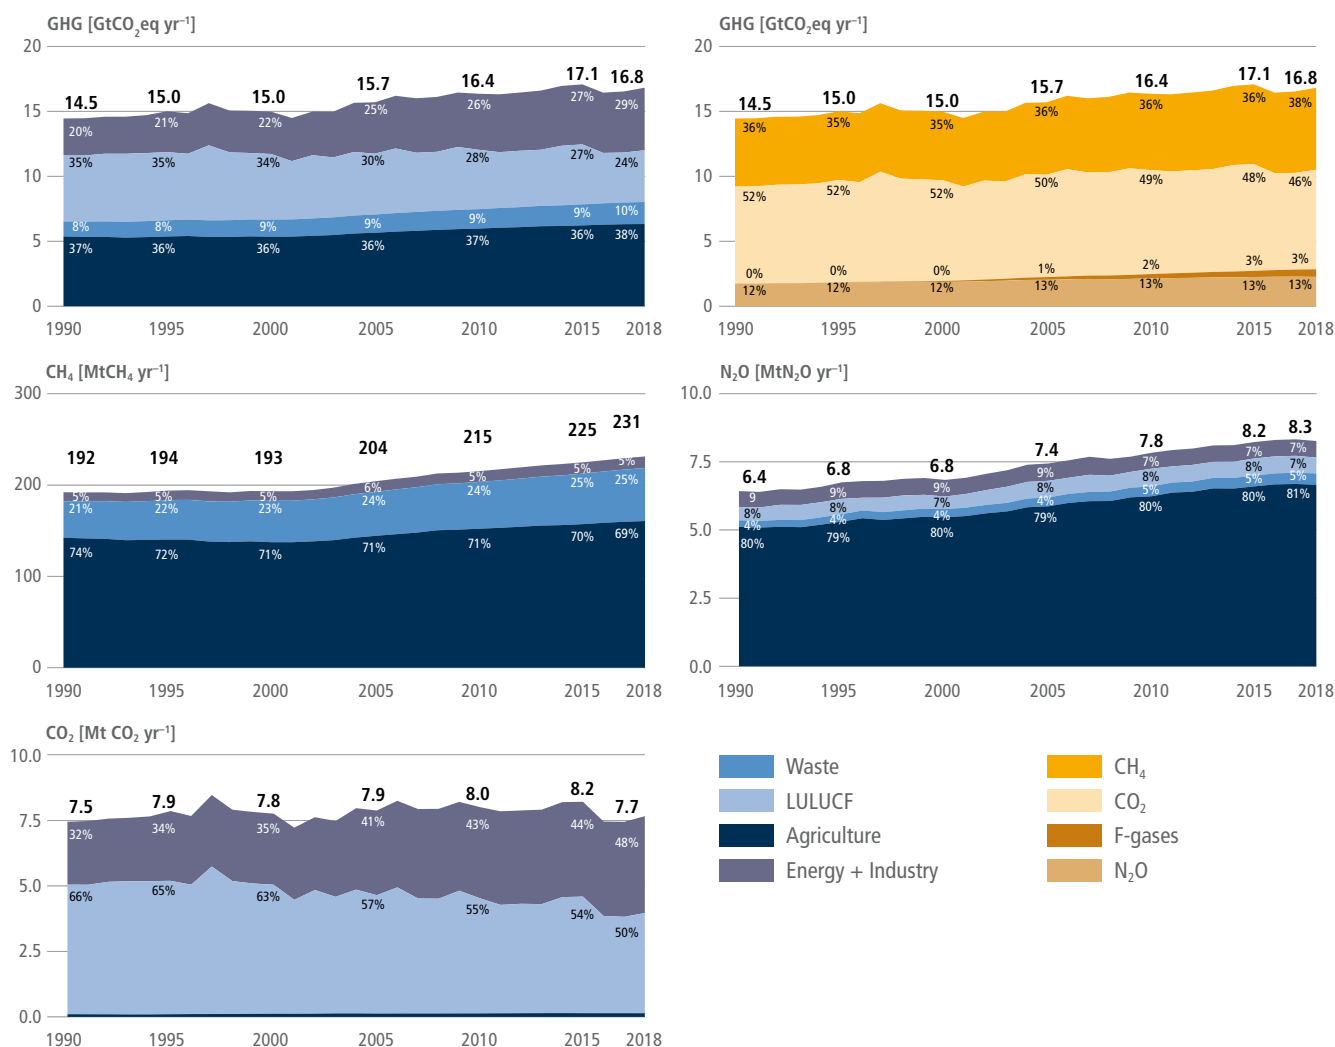 GHG [GtCO₂eq yr⁻¹]
20
15
10
5
0
14.5 15.0 15.0 15.7 16.4 17.1 16.8
20% 21% 22% 25% 26% 27% 29%
35% 35% 34% 30% 28% 27% 24%
8% 8% 9% 9% 9% 9% 10%
37% 36% 36% 36% 37% 36% 38%
1990 1995 2000 2005 2010 2015 2018
GHG [GtCO₂eq yr⁻¹]
20
15
10
5
0
14.5 15.0 15.0 15.7 16.4 17.1 16.8
36% 35% 35% 36% 36% 36% 38%
52% 52% 52% 50% 49% 48% 46%
0% 0% 0% 1% 2% 3% 3%
12% 12% 12% 13% 13% 13% 13%
1990 1995 2000 2005 2010 2015 2018
CH₄ [MtCH₄ yr⁻¹]
300
200
100
0
192 194 193 204 215 225 231
5% 5% 5% 6% 5% 5% 5%
21% 22% 23% 24% 24% 25% 25%
74% 72% 71% 71% 71% 70% 69%
1990 1995 2000 2005 2010 2015 2018
N₂O [MtN₂O yr⁻¹]
10.0
7.5
5.0
2.5
0.0
6.4 6.8 6.8 7.4 7.8 8.2 8.3
9 9% 9% 9% 7% 7% 7%
8% 8% 7% 8% 8% 8% 7%
4% 4% 4% 4% 5% 5% 5%
80% 79% 80% 79% 80% 80% 81%
1990 1995 2000 2005 2010 2015 2018
CO₂ [Mt CO₂ yr⁻¹]
10.0
7.5
5.0
2.5
0.0
7.5 7.9 7.8 7.9 8.0 8.2 7.7
32% 34% 35% 41% 43% 44% 48%
66% 65% 63% 57% 55% 54% 50%
1990 1995 2000 2005 2010 2015 2018
Waste
LULUCF
Agriculture
Energy + Industry
CH₄
CO₂
F-gases
N₂O